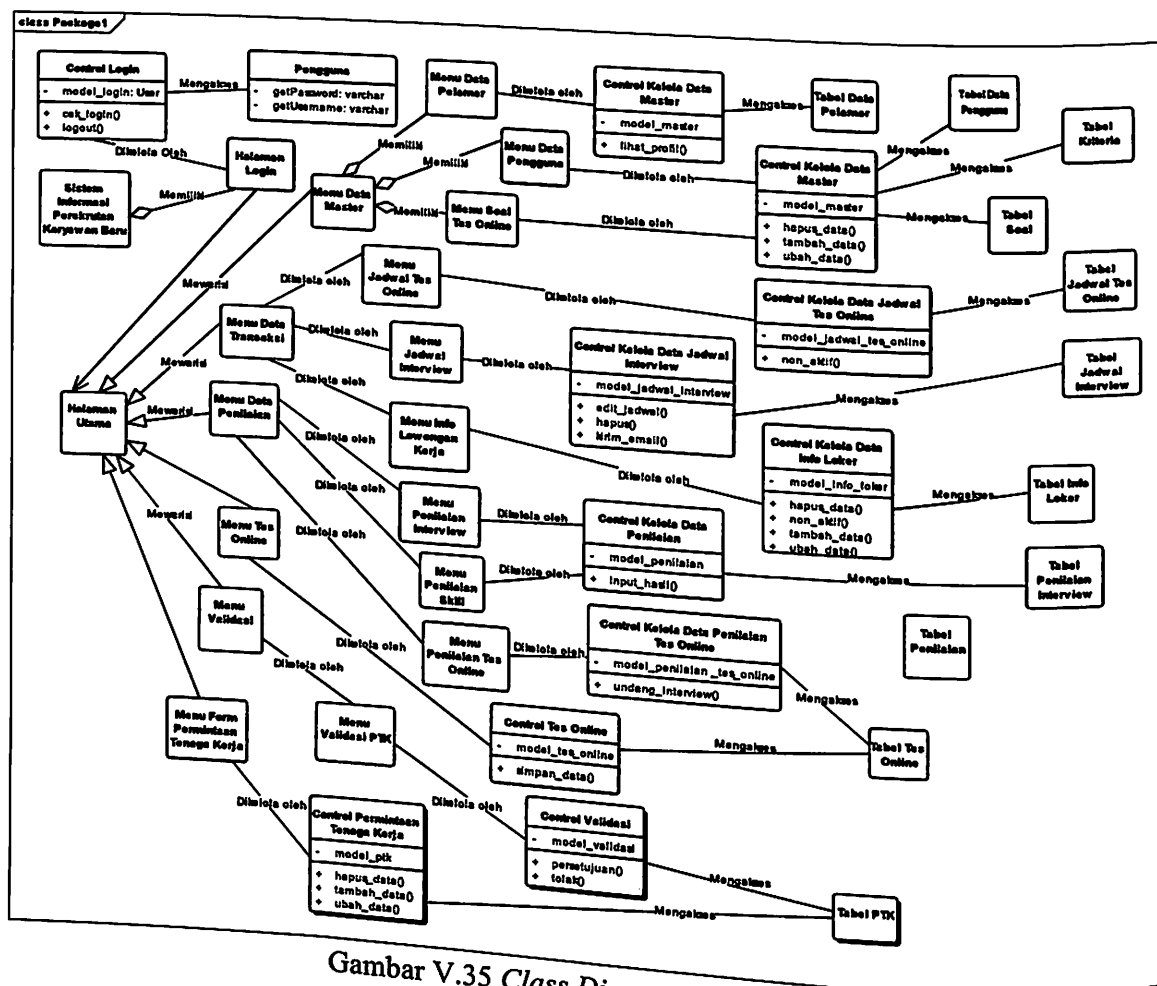 class Package1
Control Login
- model_login: User
+ cek_login()
+ logout()
Mengakses
Pengguna
- getPassword: varchar
- getUsername: varchar
Dikelola Oleh
Halaman
Login
Sistem
Informasi
Perekrutan
Karyawan Baru
Memiliki
Menu Data
Pelamar
Dikelola oleh
Control Kelola Data
Master
- model_master
+ lihat_profil()
Mengakses
Tabel Data
Pelamar
Tabel Data
Pengguna
Memiliki
Memiliki
Menu Data
Pengguna
Dikelola oleh
Control Kelola Data
Master
- model_master
+ hapus_data()
+ tambah_data()
+ ubah_data()
Mengakses
Mengakses
Tabel
Kriteria
Menu Data
Master
Memiliki
Menu Soal
Tes Online
Dikelola oleh
Mengakses
Tabel
Soal
Mewarisi
Dikelola oleh
Menu
Jadwal Tes
Online
Dikelola oleh
Control Kelola Data Jadwal
Tes Online
- model_jadwal_tes_online
+ non_aktif()
Mengakses
Tabel
Jadwal Tes
Online
Menu Data
Transaksi
Mewarisi
Dikelola oleh
Menu
Jadwal
Interview
Dikelola oleh
Control Kelola Data Jadwal
Interview
- model_jadwal_interview
+ edit_jadwal()
+ hapus()
+ kirim_email()
Mengakses
Tabel
Jadwal
Interview
Dikelola oleh
Halaman
Utama
Mewarisi
Menu Data
Penilaian
Menu Info
Lowongan
Kerja
Dikelola oleh
Control Kelola Data
Info Loker
- model_info_loker
+ hapus_data()
+ non_aktif()
+ tambah_data()
+ ubah_data()
Mengakses
Tabel Info
Loker
Dikelola oleh
Dikelola oleh
Dikelola oleh
Mewarisi
Menu Tes
Online
Menu
Penilaian
Interview
Dikelola oleh
Control Kelola Data
Penilaian
- model_penilaian
+ input_hasil()
Mengakses
Tabel
Penilaian
Interview
Menu
Penilaian
Skill
Dikelola oleh
Menu
Validasi
Dikelola oleh
Dikelola oleh
Menu
Penilaian Tes
Online
Dikelola oleh
Control Kelola Data Penilaian
Tes Online
- model_penilaian _tes_online
+ undang_interview()
Mengakses
Tabel
Penilaian
Menu Form
Permintaan
Tenaga Kerja
Menu
Validasi PTK
Control Tes Online
- model_tes_online
+ simpan_data()
Mengakses
Tabel Tes
Online
Dikelola oleh
Dikelola oleh
Control Permintaan
Tenaga Kerja
- model_ptk
+ hapus_data()
+ tambah_data()
+ ubah_data()
Control Validasi
- model_validasi
+ persetujuan()
+ tolak()
Mengakses
Mengakses
Tabel PTK
Gambar V.35 Class